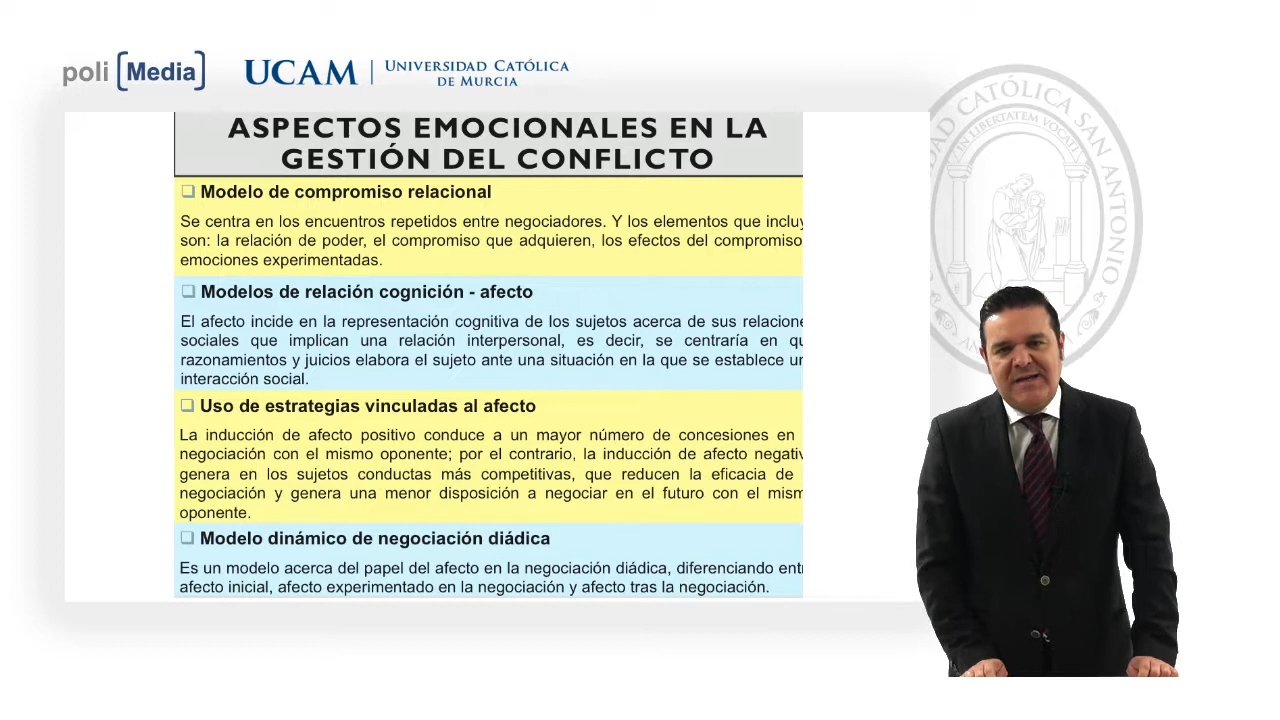 poli [Media]
UCAM
UNIVERSIDAD CATÓLICA
DE MURCIA
ASPECTOS EMOCIONALES EN LA
GESTIÓN DEL CONFLICTO
Modelo de compromiso relacional
Se centra en los encuentros repetidos entre negociadores. Y los elementos que incluy
son: la relación de poder, el compromiso que adquieren, los efectos del compromiso
emociones experimentadas.
Modelos de relación cognición - afecto
El afecto incide en la representación cognitiva de los sujetos acerca de sus relacione
sociales que implican una relación interpersonal, es decir, se centraría en qu
razonamientos y juicios elabora el sujeto ante una situación en la que se establece un
interacción social.
Uso de estrategias vinculadas al afecto
La inducción de afecto positivo conduce a un mayor número de concesiones en
negociación con el mismo oponente; por el contrario, la inducción de afecto negativ
genera en los sujetos conductas más competitivas, que reducen la eficacia de
negociación y genera una menor disposición a negociar en el futuro con el mism
oponente.
Modelo dinámico de negociación diádica
Es un modelo acerca del papel del afecto en la negociación diádica, diferenciando entr
afecto inicial, afecto experimentado en la negociación y afecto tras la negociación.
CATÓLICA SAN ANTONIO
IN LIBERTATEM VOCATI